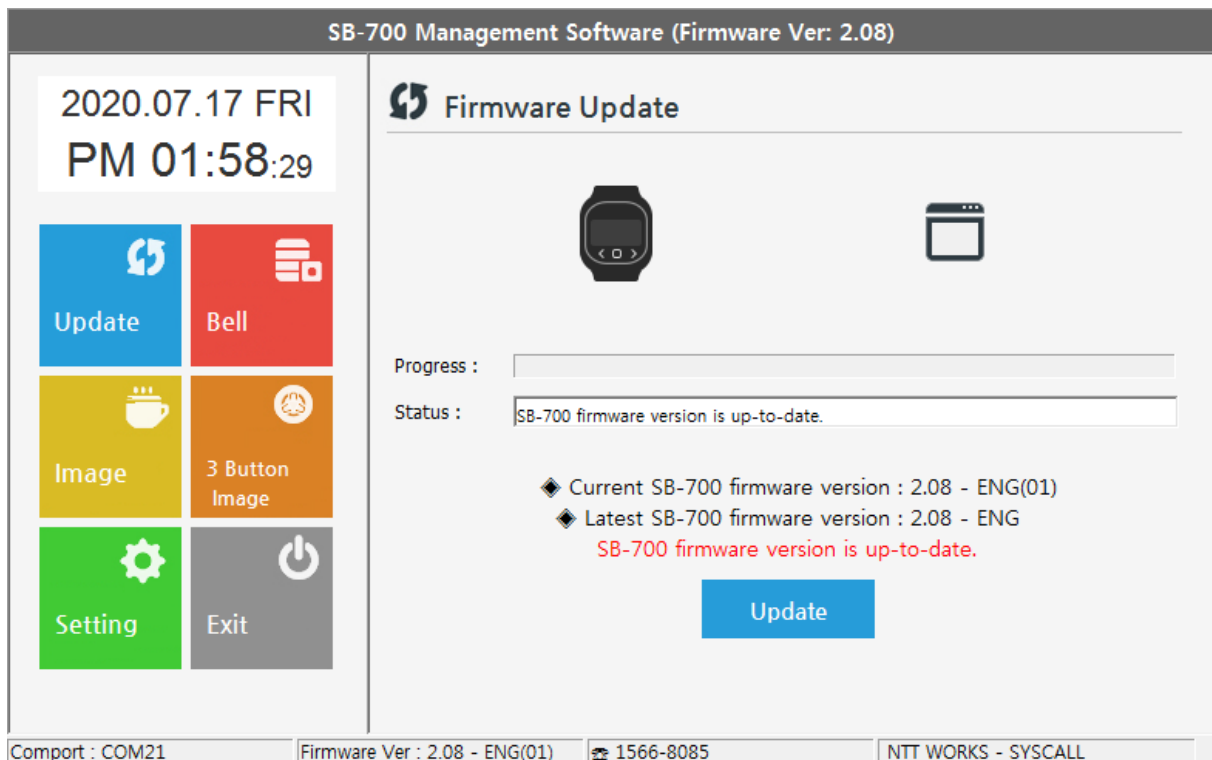 SB-700 Management Software (Firmware Ver: 2.08)
2020.07.17 FRI
PM 01:58:29
Update
Bell
Image
3 Button
Image
Setting
Exit
Firmware Update
Progress :
Status :
SB-700 firmware version is up-to-date.
◈ Current SB-700 firmware version : 2.08 - ENG(01)
◈ Latest SB-700 firmware version : 2.08 - ENG
SB-700 firmware version is up-to-date.
Update
Comport : COM21
Firmware Ver : 2.08 - ENG(01)
☎ 1566-8085
NTT WORKS - SYSCALL